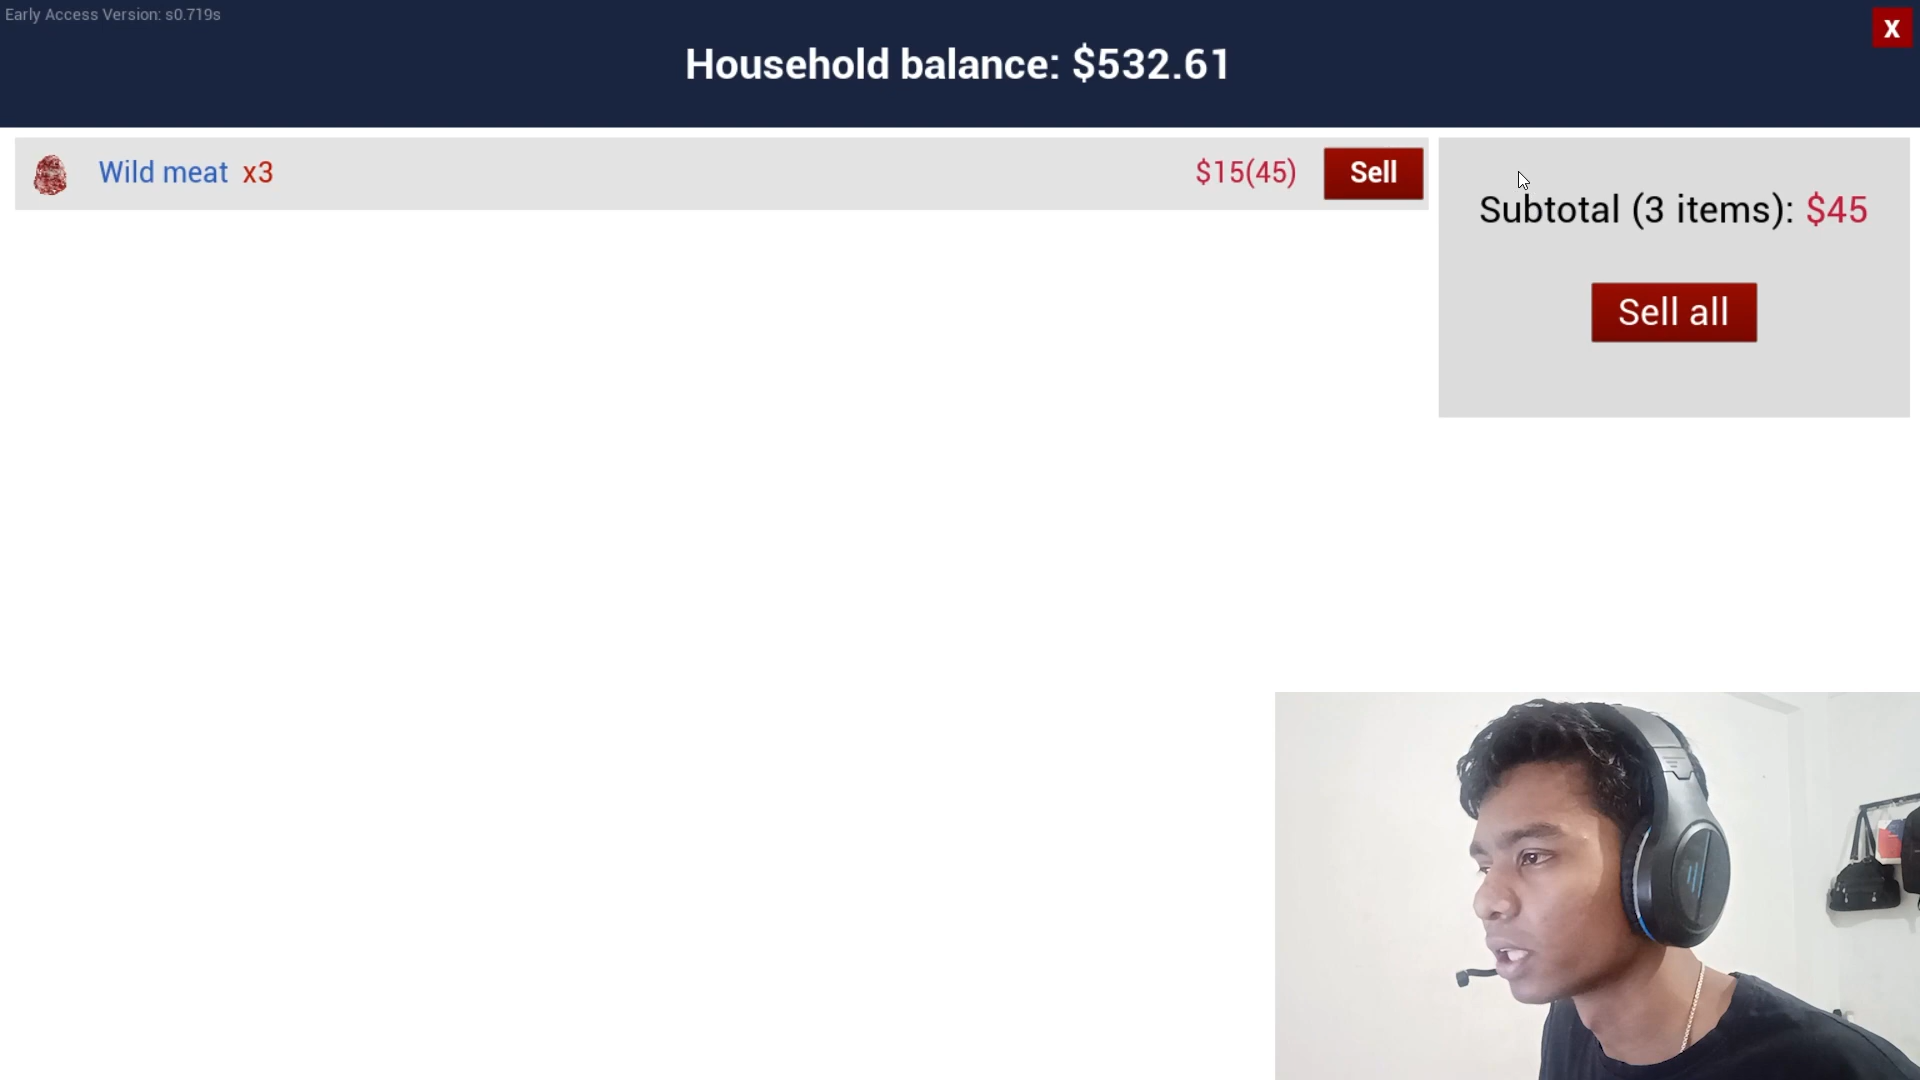 Early Access Version: s0.719s
X
Household balance: $532.61
Wild meat x3 $15(45) Sell
Subtotal (3 items): $45
Sell all